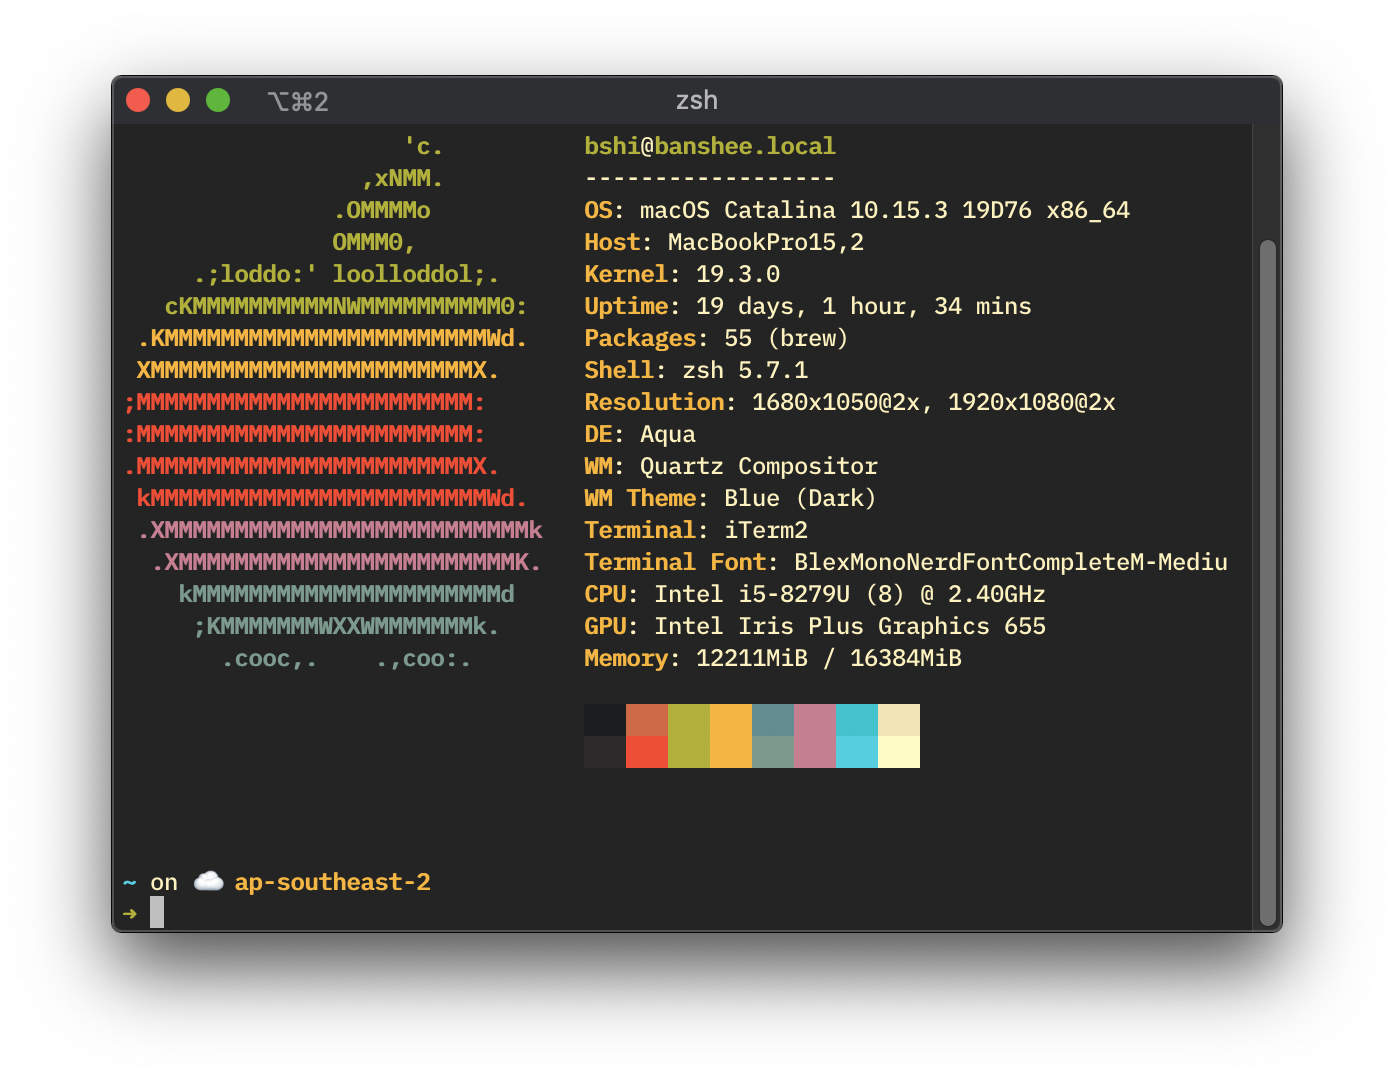 ⌥⌘2 zsh
'c. bshi@banshee.local
,xNMM. ------------------
.OMMMMo OS: macOS Catalina 10.15.3 19D76 x86_64
OMMM0, Host: MacBookPro15,2
.;loddo:' loolloddol;. Kernel: 19.3.0
cKMMMMMMMMMMNWMMMMMMMMMM0: Uptime: 19 days, 1 hour, 34 mins
.KMMMMMMMMMMMMMMMMMMMMMMMWd. Packages: 55 (brew)
XMMMMMMMMMMMMMMMMMMMMMMMX. Shell: zsh 5.7.1
;MMMMMMMMMMMMMMMMMMMMMMMM: Resolution: 1680x1050@2x, 1920x1080@2x
:MMMMMMMMMMMMMMMMMMMMMMMM: DE: Aqua
.MMMMMMMMMMMMMMMMMMMMMMMMX. WM: Quartz Compositor
kMMMMMMMMMMMMMMMMMMMMMMMMWd. WM Theme: Blue (Dark)
.XMMMMMMMMMMMMMMMMMMMMMMMMMMk Terminal: iTerm2
.XMMMMMMMMMMMMMMMMMMMMMMMMK. Terminal Font: BlexMonoNerdFontCompleteM-Mediu
kMMMMMMMMMMMMMMMMMMMMMMd CPU: Intel i5-8279U (8) @ 2.40GHz
;KMMMMMMMWXXWMMMMMMMk. GPU: Intel Iris Plus Graphics 655
.cooc,. .,coo:. Memory: 12211MiB / 16384MiB
~ on ☁️ ap-southeast-2
➜